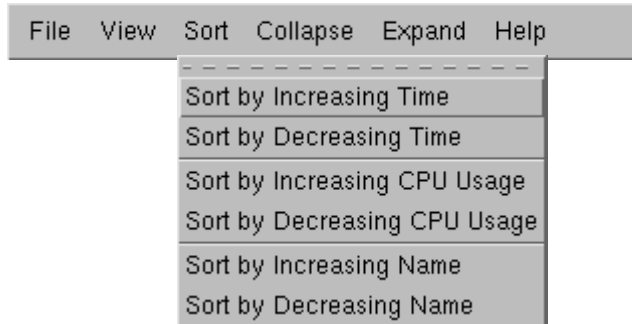 File View Sort Collapse Expand Help
Sort by Increasing Time
Sort by Decreasing Time
Sort by Increasing CPU Usage
Sort by Decreasing CPU Usage
Sort by Increasing Name
Sort by Decreasing Name